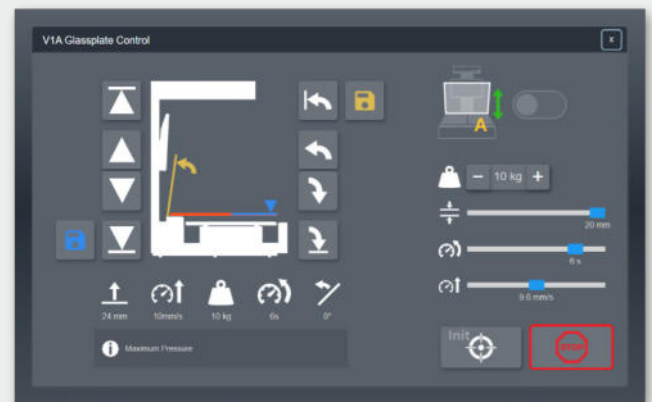 V1A Glassplate Control
x
A
10 kg
20 mm
6 s
9.6 mm/s
24 mm
10mm/s
10 kg
6s
0°
Maximum Pressure
Init
STOP